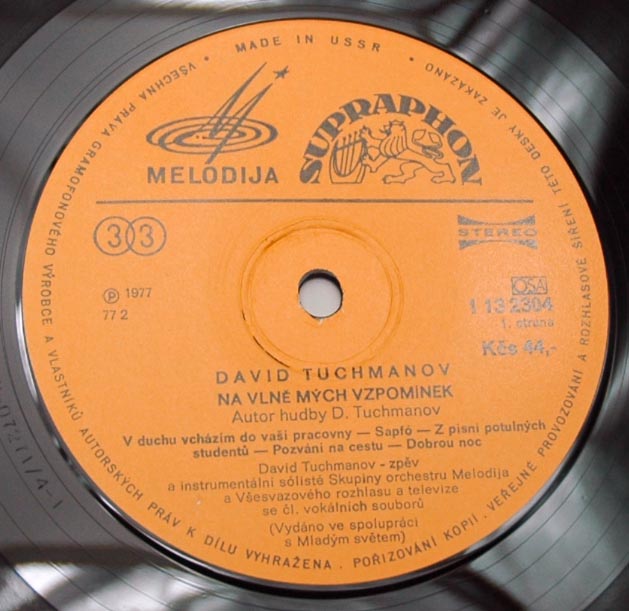 MADE IN USSR
VŠECHNA PRÁVA GRAMOFONOVÉHO VÝROBCE A VLASTNÍKŮ AUTORSKÝCH PRÁV K DÍLU VYHRAŽENA. POŘIZOVÁNÍ KOPIÍ. VEŘEJNÉ PROVOZOVÁNÍ A ROZHLASOVÉ ŠÍŘENÍ TÉTO DESKY JE ZAKÁZÁNO
MELODIJA
SUPRAPHON
33
STEREO
Ⓟ 1977
77 2
OSA
1 13 2304
1. strana
Kčs 44,-
DAVID TUCHMANOV
NA VLNĚ MÝCH VZPOMÍNEK
Autor hudby D. Tuchmanov
V duchu vcházím do vaší pracovny — Sapfó — Z písní potulných
studentů — Pozvání na cestu — Dobrou noc
David Tuchmanov - zpěv
a instrumentální sólisté Skupiny orchestru Melodija
a Všesvazového rozhlasu a televize
se čl. vokálních souborů
(Vydáno ve spolupráci
s Mladým světem)